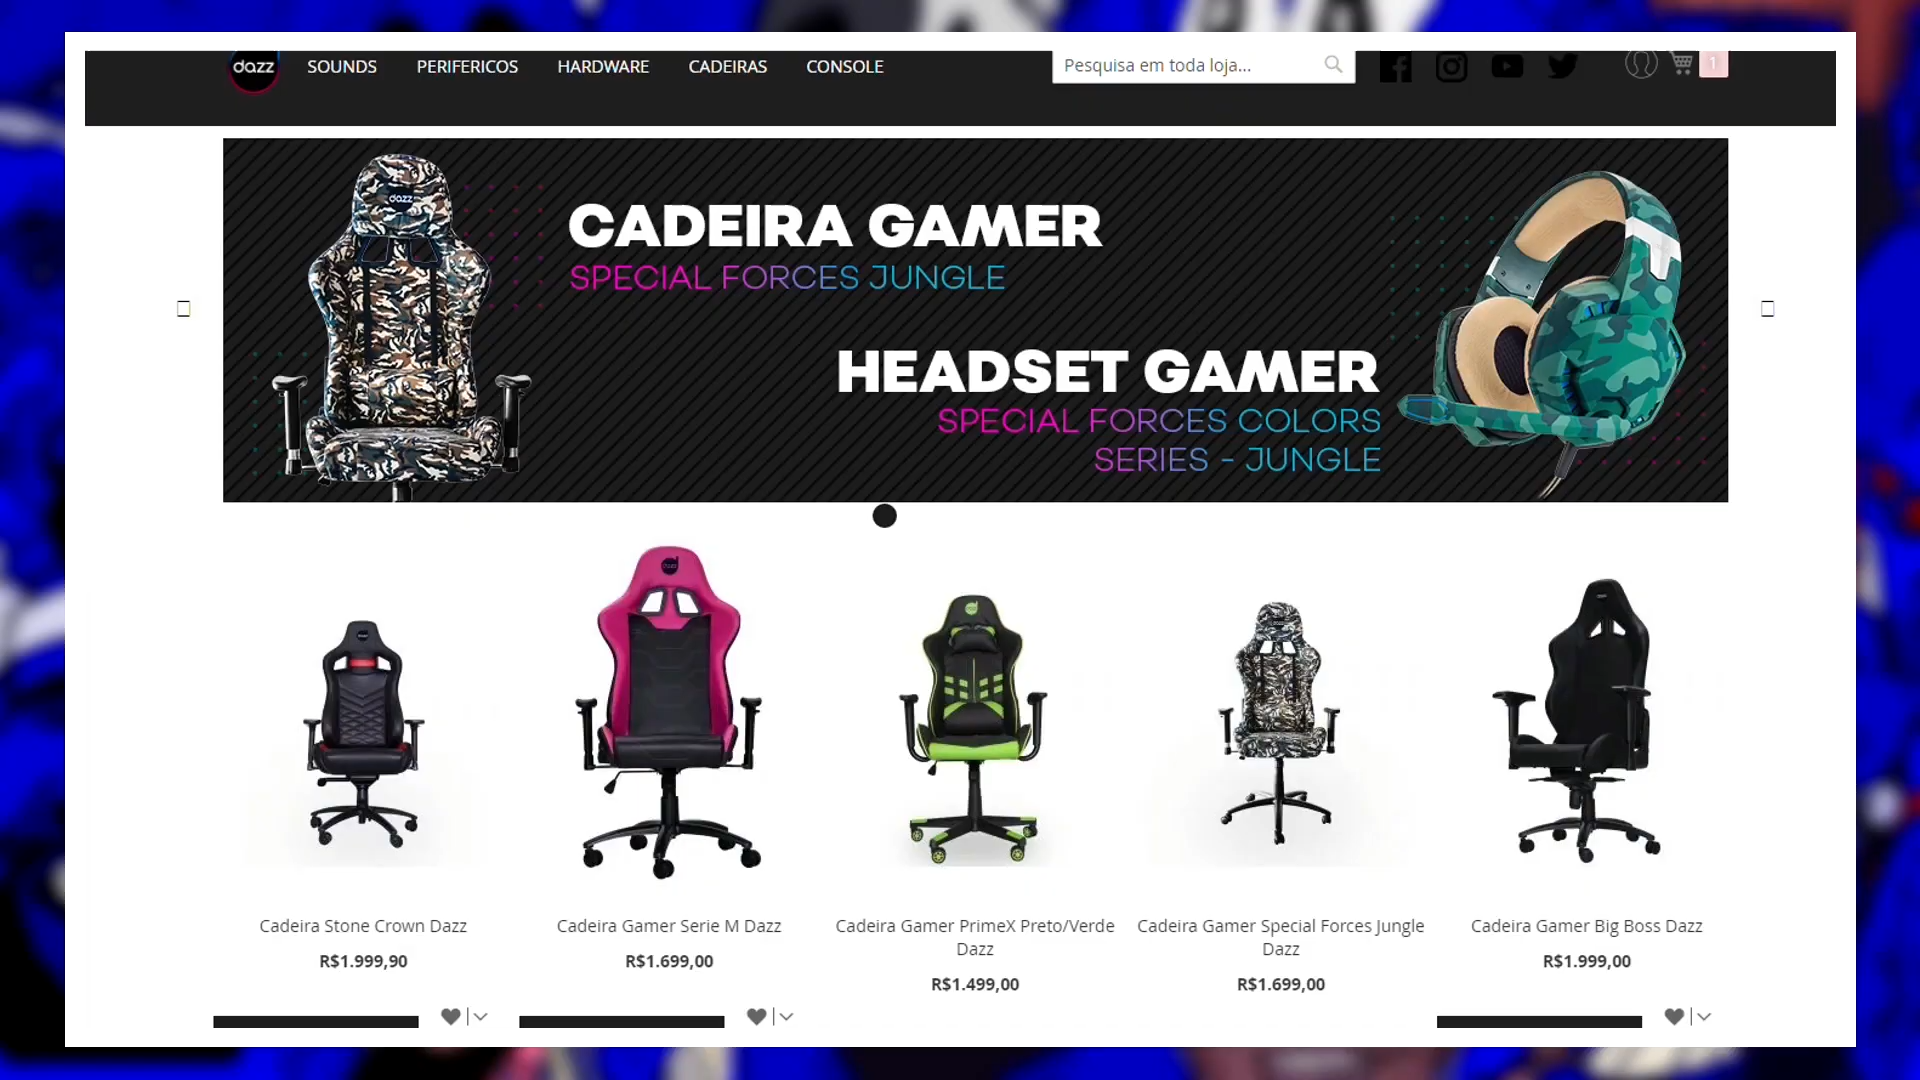 dazz SOUNDS PERIFERICOS HARDWARE CADEIRAS CONSOLE Pesquisa em toda loja... 1
dazz
CADEIRA GAMER
SPECIAL FORCES JUNGLE
HEADSET GAMER
SPECIAL FORCES COLORS
SERIES - JUNGLE
dazz
Cadeira Stone Crown Dazz
R$1.999,90
Cadeira Gamer Serie M Dazz
R$1.699,00
Cadeira Gamer PrimeX Preto/Verde
Dazz
R$1.499,00
Cadeira Gamer Special Forces Jungle
Dazz
R$1.699,00
Cadeira Gamer Big Boss Dazz
R$1.999,00